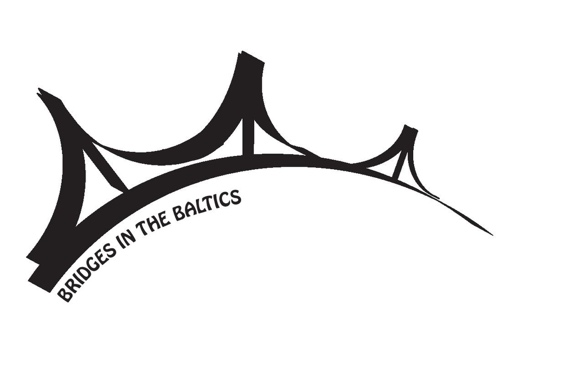 BRIDGES IN THE BALTICS